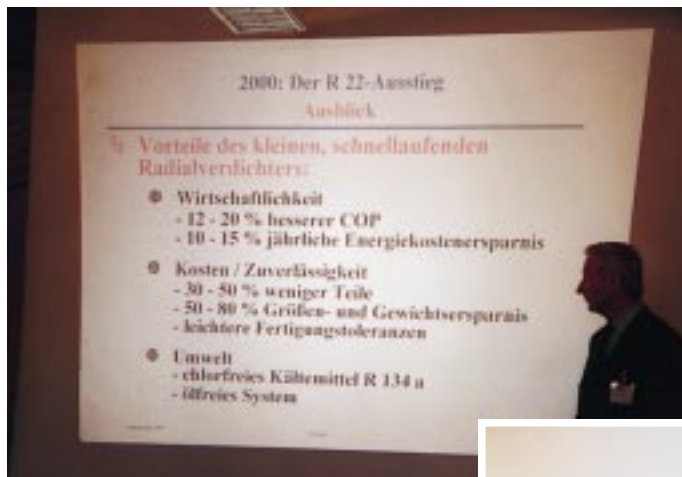 2000: Der R 22-Ausstieg
Ausblick
Vorteile des kleinen, schnellaufenden
Radialverdichters:
Wirtschaftlichkeit
- 12 - 20 % besserer COP
- 10 - 15 % jährliche Energiekostenersparnis
Kosten / Zuverlässigkeit
- 30 - 50 % weniger Teile
- 50 - 80 % Größen- und Gewichtsersparnis
- leichtere Fertigungstoleranzen
Umwelt
- chlorfreies Kältemittel R 134 a
- ölfreies System